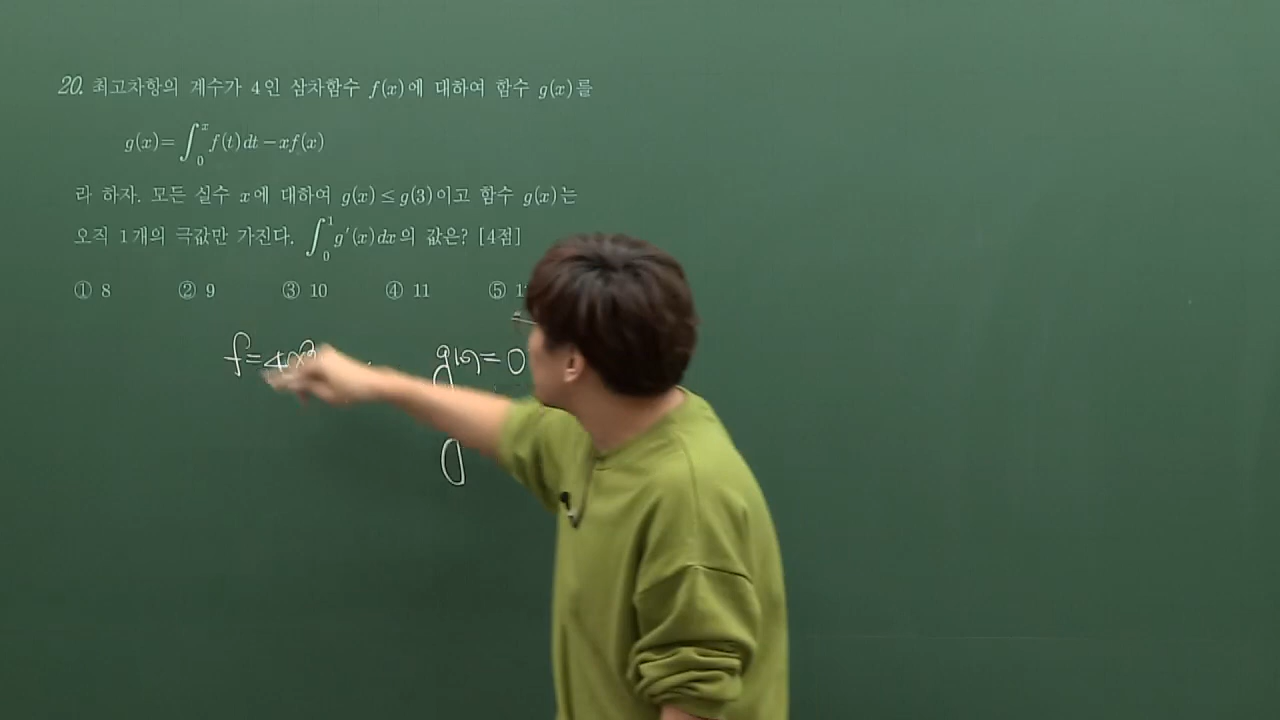 20. 최고차항의 계수가 4인 삼차함수 f(x)에 대하여 함수 g(x)를
g(x)=∫₀ˣ f(t)dt−xf(x)
라 하자. 모든 실수 x에 대하여 g(x)≤g(3)이고 함수 g(x)는
오직 1개의 극값만 가진다. ∫₀¹ g′(x)dx의 값은? [4점]
① 8 ② 9 ③ 10 ④ 11 ⑤
f=4x³ g(0)=0
g